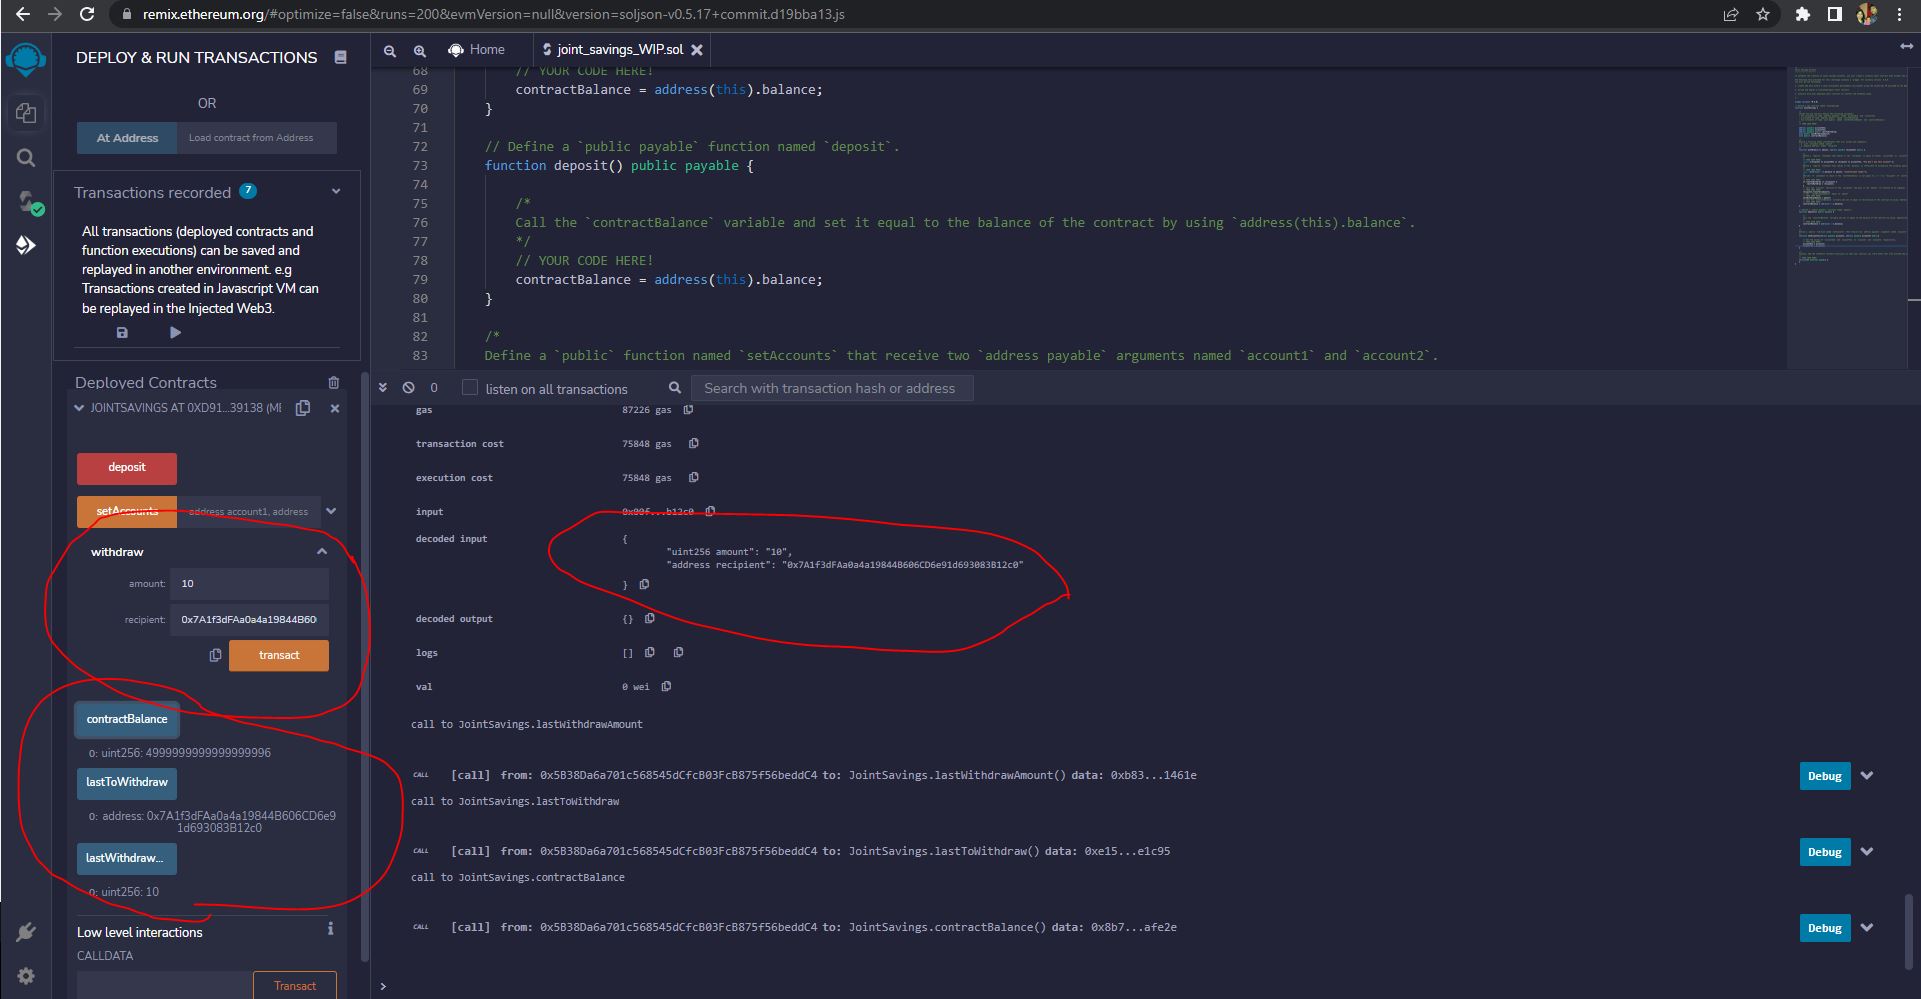 remix.ethereum.org/#optimize=false&runs=200&evmVersion=null&version=soljson-v0.5.17+commit.d19bba13.js
DEPLOY & RUN TRANSACTIONS
OR
At Address
Load contract from Address
Transactions recorded 7
All transactions (deployed contracts and
function executions) can be saved and
replayed in another environment. e.g
Transactions created in Javascript VM can
be replayed in the Injected Web3.
Deployed Contracts
JOINTSAVINGS AT 0XD91...39138 (ME
deposit
setAccounts
address account1, address
withdraw
amount: 10
recipient: 0x7A1f3dFAa0a4a19844B60
transact
contractBalance
0: uint256: 4999999999999999996
lastToWithdraw
0: address: 0x7A1f3dFAa0a4a19844B606CD6e9
1d693083B12c0
lastWithdraw...
0: uint256: 10
Low level interactions
CALLDATA
Transact
Home
joint_savings_WIP.sol
68 // YOUR CODE HERE!
69 contractBalance = address(this).balance;
70 }
71
72 // Define a `public payable` function named `deposit`.
73 function deposit() public payable {
74
75 /*
76 Call the `contractBalance` variable and set it equal to the balance of the contract by using `address(this).balance`.
77 */
78 // YOUR CODE HERE!
79 contractBalance = address(this).balance;
80 }
81
82 /*
83 Define a `public` function named `setAccounts` that receive two `address payable` arguments named `account1` and `account2`.
0
listen on all transactions
Search with transaction hash or address
gas 87226 gas
transaction cost 75848 gas
execution cost 75848 gas
input 0x00f...b12c0
decoded input {
"uint256 amount": "10",
"address recipient": "0x7A1f3dFAa0a4a19844B606CD6e91d693083B12c0"
}
decoded output {}
logs []
val 0 wei
call to JointSavings.lastWithdrawAmount
CALL [call] from: 0x5B38Da6a701c568545dCfcB03FcB875f56beddC4 to: JointSavings.lastWithdrawAmount() data: 0xb83...1461e
Debug
call to JointSavings.lastToWithdraw
CALL [call] from: 0x5B38Da6a701c568545dCfcB03FcB875f56beddC4 to: JointSavings.lastToWithdraw() data: 0xe15...e1c95
Debug
call to JointSavings.contractBalance
CALL [call] from: 0x5B38Da6a701c568545dCfcB03FcB875f56beddC4 to: JointSavings.contractBalance() data: 0x8b7...afe2e
Debug
>